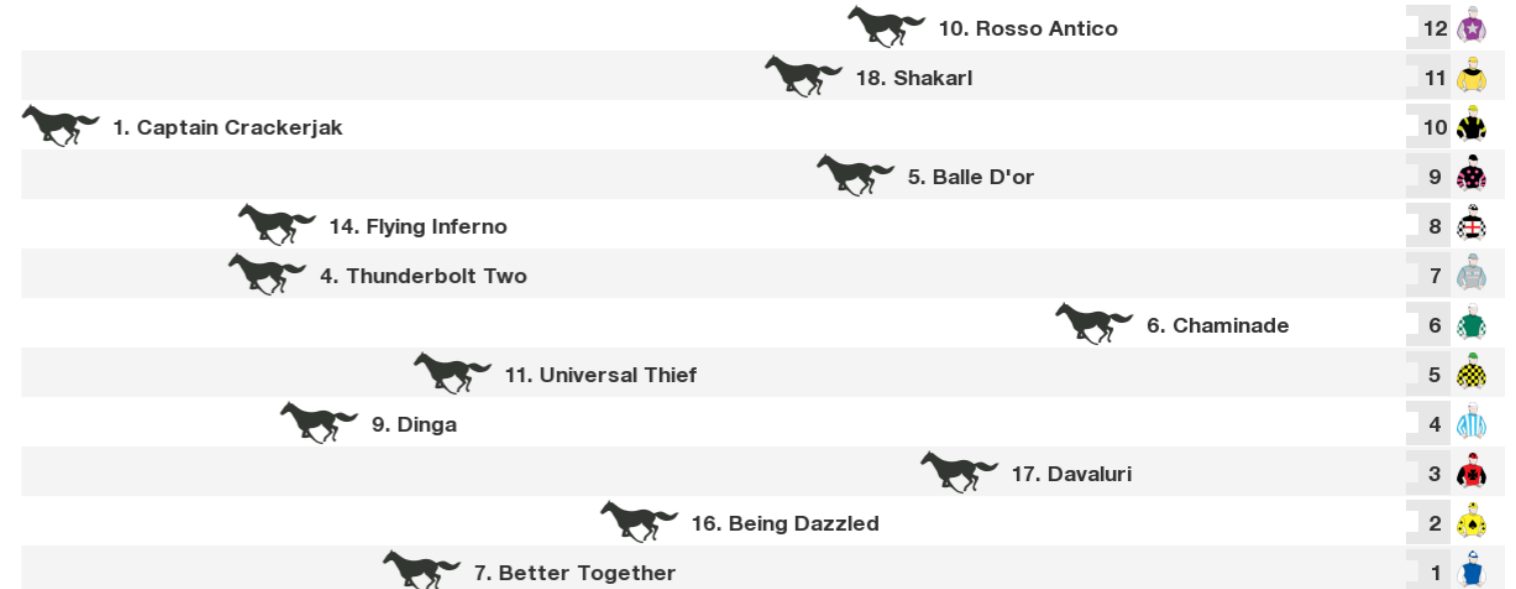 10. Rosso Antico 12
18. Shakarl 11
1. Captain Crackerjak 10
5. Balle D'or 9
14. Flying Inferno 8
4. Thunderbolt Two 7
6. Chaminade 6
11. Universal Thief 5
9. Dinga 4
17. Davaluri 3
16. Being Dazzled 2
7. Better Together 1